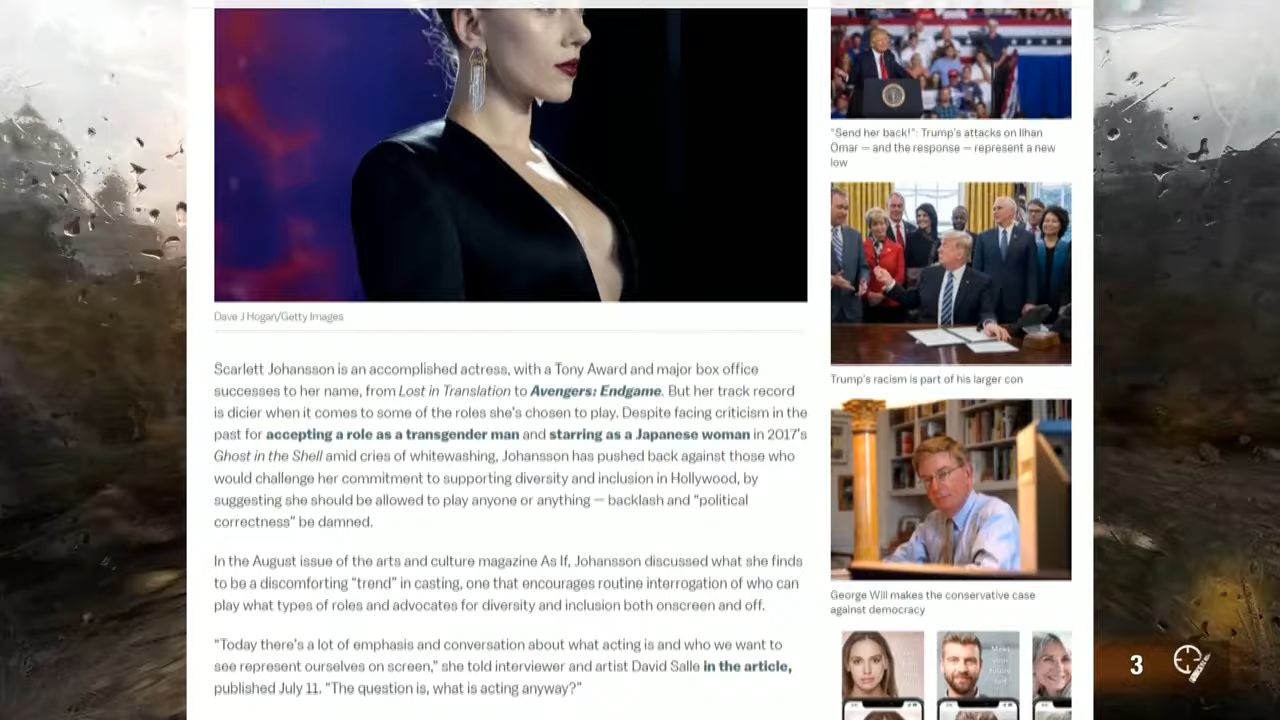 Dave J Hogan/Getty Images
Scarlett Johansson is an accomplished actress, with a Tony Award and major box office
successes to her name, from Lost in Translation to Avengers: Endgame. But her track record
is dicier when it comes to some of the roles she's chosen to play. Despite facing criticism in the
past for accepting a role as a transgender man and starring as a Japanese woman in 2017's
Ghost in the Shell amid cries of whitewashing, Johansson has pushed back against those who
would challenge her commitment to supporting diversity and inclusion in Hollywood, by
suggesting she should be allowed to play anyone or anything — backlash and "political
correctness" be damned.
In the August issue of the arts and culture magazine As If, Johansson discussed what she finds
to be a discomforting "trend" in casting, one that encourages routine interrogation of who can
play what types of roles and advocates for diversity and inclusion both onscreen and off.
"Today there's a lot of emphasis and conversation about what acting is and who we want to
see represent ourselves on screen," she told interviewer and artist David Salle in the article,
published July 11. "The question is, what is acting anyway?"
"Send her back!": Trump's attacks on Ilhan
Omar — and the response — represent a new
low
Trump's racism is part of his larger con
George Will makes the conservative case
against democracy
Meet
your
future
self
3